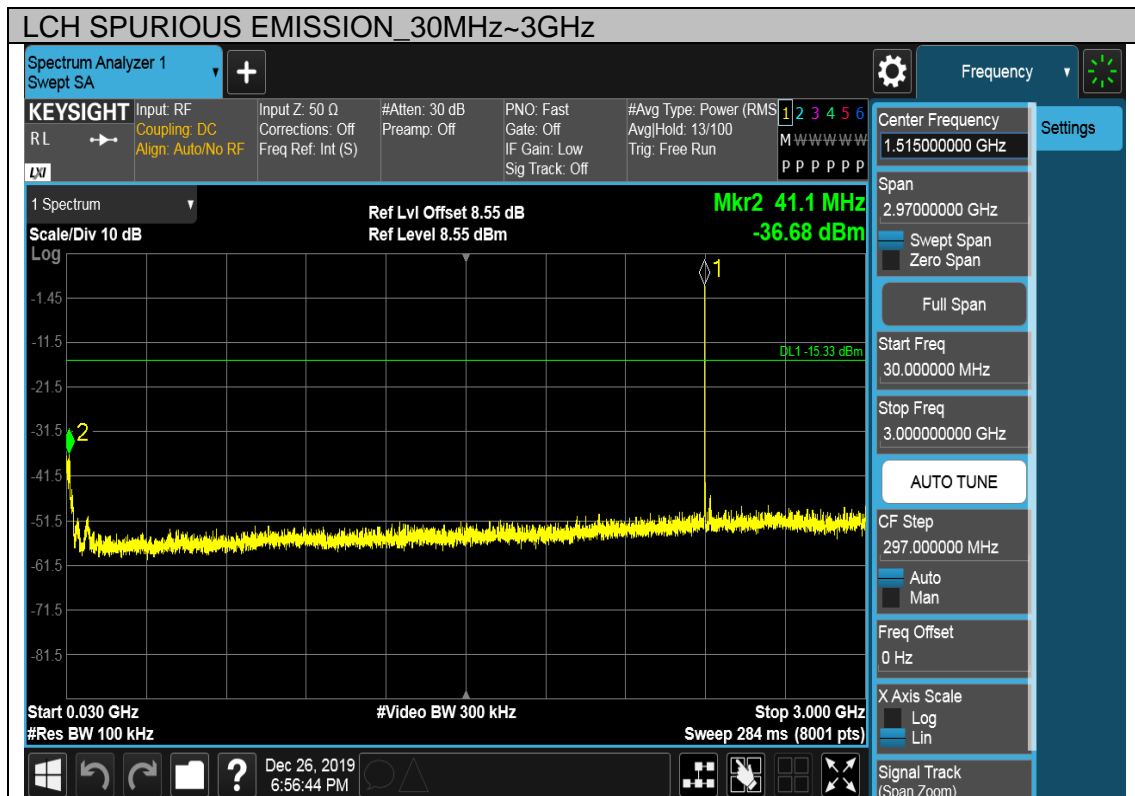 LCH SPURIOUS EMISSION_30MHz~3GHz
Spectrum Analyzer 1
Swept SA
+
Frequency
KEYSIGHT
RL
LXI
Input: RF
Coupling: DC
Align: Auto/No RF
Input Z: 50 Ω
Corrections: Off
Freq Ref: Int (S)
#Atten: 30 dB
Preamp: Off
PNO: Fast
Gate: Off
IF Gain: Low
Sig Track: Off
#Avg Type: Power (RMS
Avg|Hold: 13/100
Trig: Free Run
1 2 3 4 5 6
M W W W W W
P P P P P P
Center Frequency
1.515000000 GHz
Settings
1 Spectrum
Scale/Div 10 dB
Ref Lvl Offset 8.55 dB
Ref Level 8.55 dBm
Mkr2 41.1 MHz
-36.68 dBm
Span
2.97000000 GHz
Swept Span
Zero Span
Full Span
Start Freq
30.000000 MHz
Stop Freq
3.000000000 GHz
AUTO TUNE
CF Step
297.000000 MHz
Auto
Man
Freq Offset
0 Hz
X Axis Scale
Log
Lin
Signal Track
(Span Zoom)
Log
1
-1.45
-11.5
DL1 -15.33 dBm
-21.5
-31.5
2
-41.5
-51.5
-61.5
-71.5
-81.5
Start 0.030 GHz
#Video BW 300 kHz
Stop 3.000 GHz
#Res BW 100 kHz
Sweep 284 ms (8001 pts)
?
Dec 26, 2019
6:56:44 PM